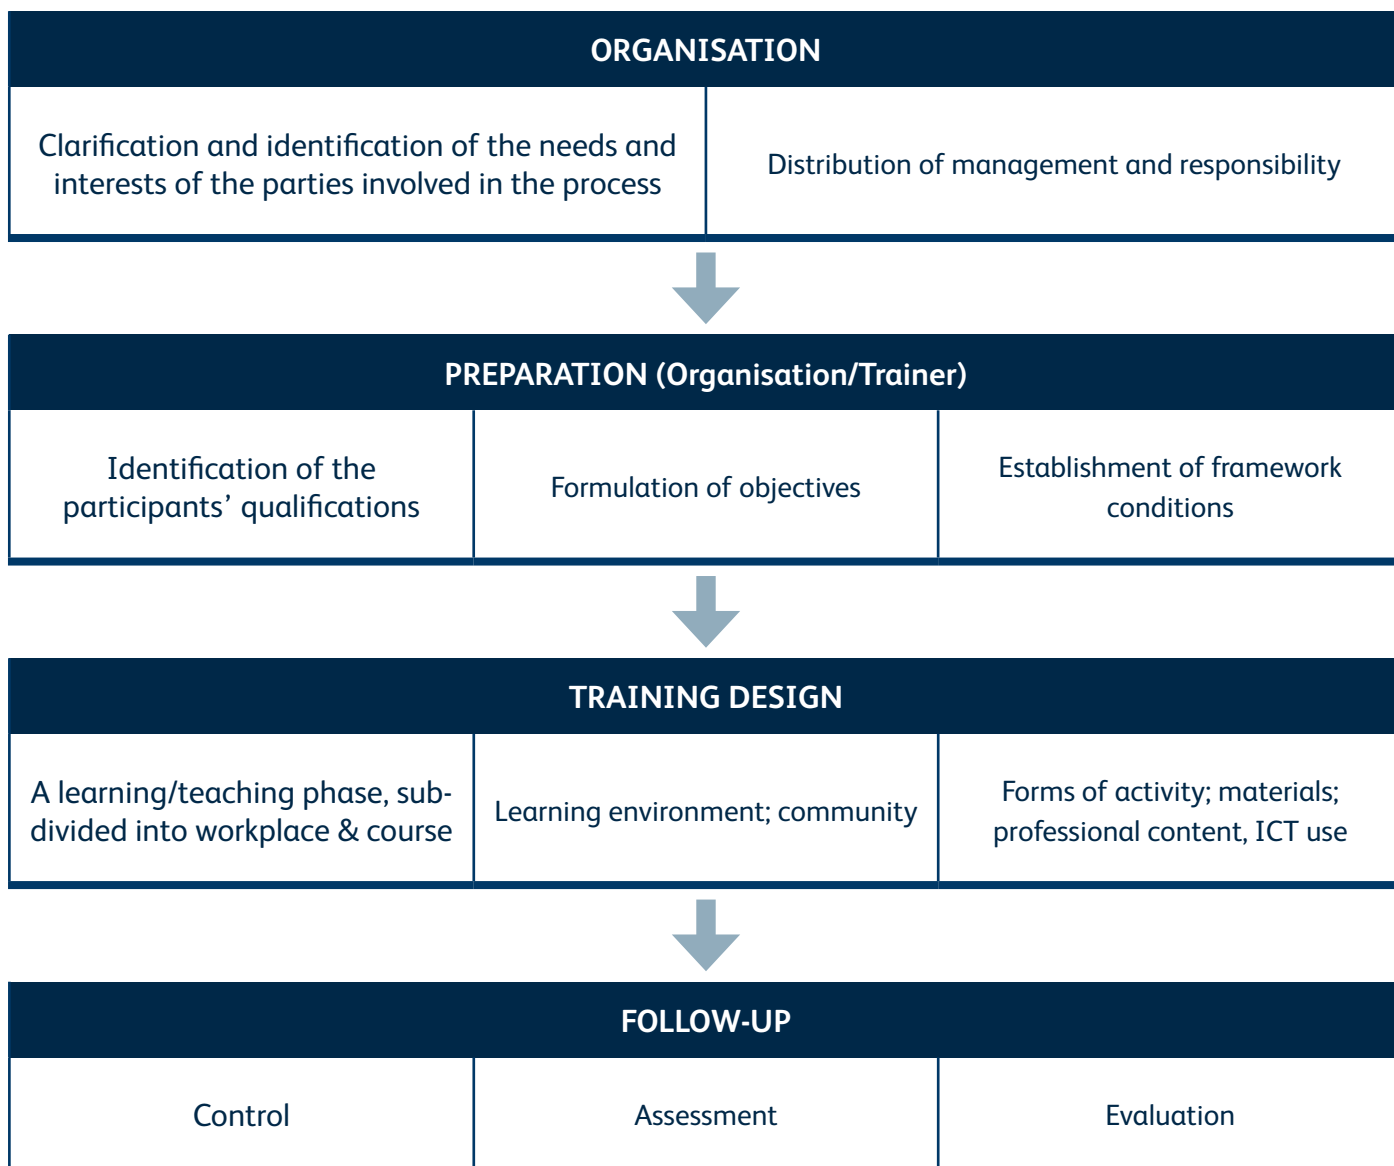 ORGANISATION
Clarification and identification of the needs and
interests of the parties involved in the process
Distribution of management and responsibility
PREPARATION (Organisation/Trainer)
Identification of the
participants’ qualifications
Formulation of objectives
Establishment of framework
conditions
TRAINING DESIGN
A learning/teaching phase, sub-
divided into workplace & course
Learning environment; community
Forms of activity; materials;
professional content, ICT use
FOLLOW-UP
Control
Assessment
Evaluation